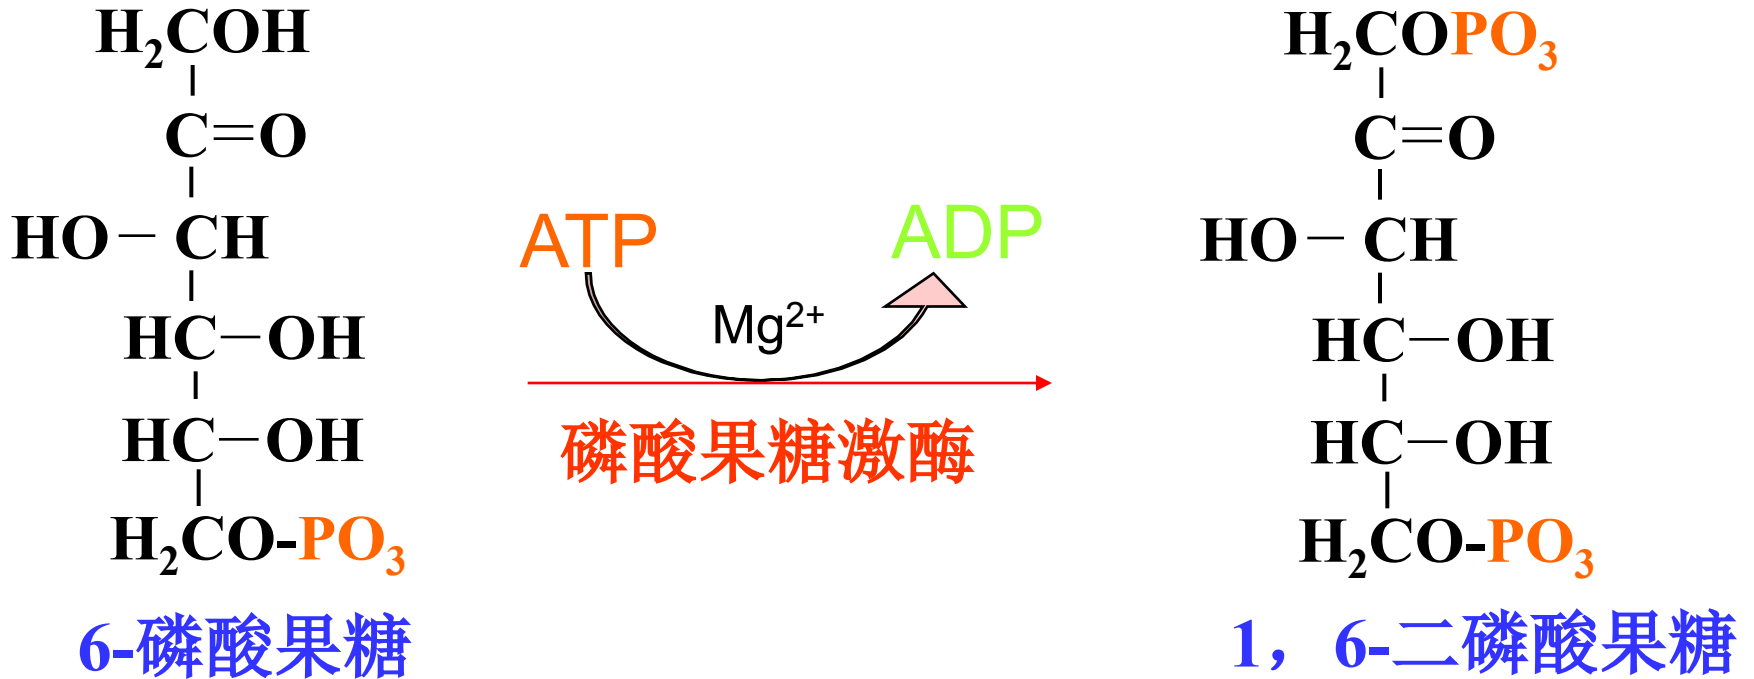 H₂COH
C=O
HO－CH
HC－OH
HC－OH
H₂CO-PO₃
6-磷酸果糖
ATP
ADP
Mg²⁺
磷酸果糖激酶
H₂COPO₃
C=O
HO－CH
HC－OH
HC－OH
H₂CO-PO₃
1，6-二磷酸果糖